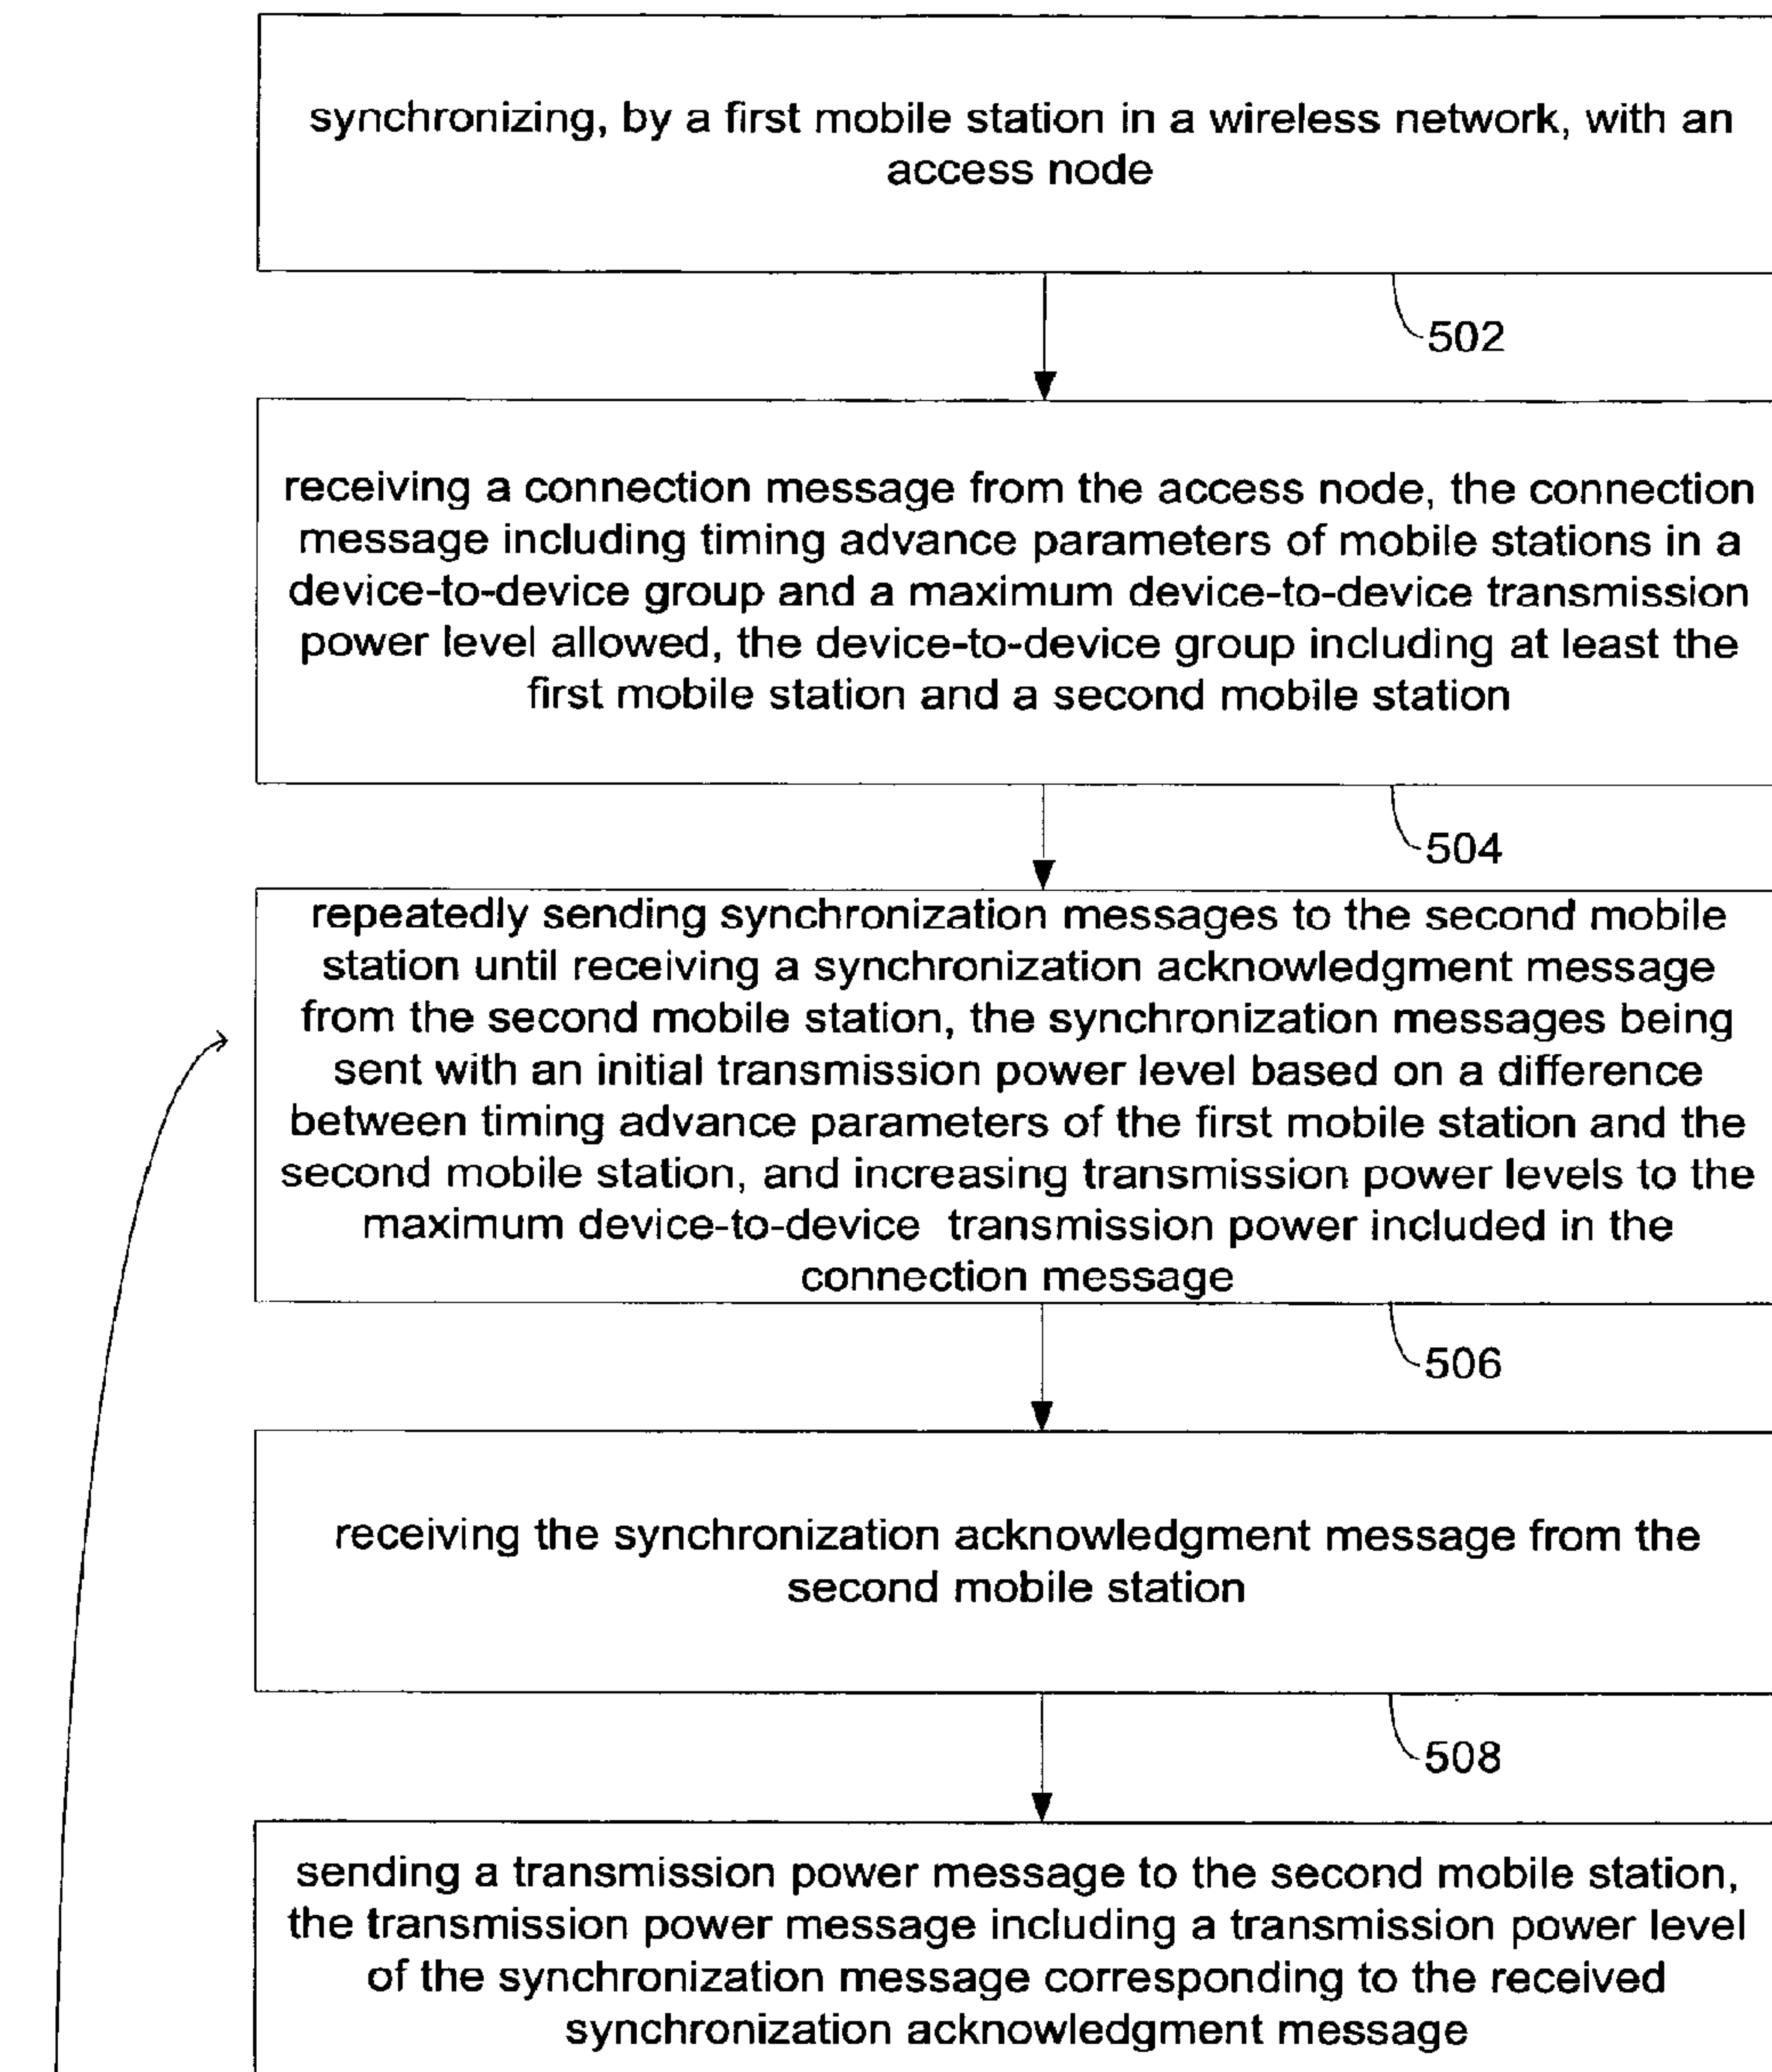 synchronizing, by a first mobile station in a wireless network, with an
access node
502
receiving a connection message from the access node, the connection
message including timing advance parameters of mobile stations in a
device-to-device group and a maximum device-to-device transmission
power level allowed, the device-to-device group including at least the
first mobile station and a second mobile station
504
repeatedly sending synchronization messages to the second mobile
station until receiving a synchronization acknowledgment message
from the second mobile station, the synchronization messages being
sent with an initial transmission power level based on a difference
between timing advance parameters of the first mobile station and the
second mobile station, and increasing transmission power levels to the
maximum device-to-device transmission power included in the
connection message
506
receiving the synchronization acknowledgment message from the
second mobile station
508
sending a transmission power message to the second mobile station,
the transmission power message including a transmission power level
of the synchronization message corresponding to the received
synchronization acknowledgment message